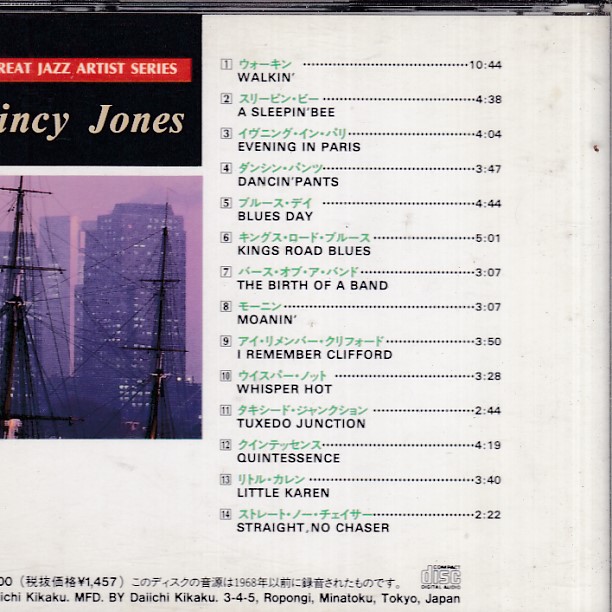 REAT JAZZ ARTIST SERIES
incy Jones
1 ウォーキン 10:44
WALKIN'
2 スリーピン・ビー 4:38
A SLEEPIN'BEE
3 イヴニング・イン・パリ 4:04
EVENING IN PARIS
4 ダンシン・パンツ 3:47
DANCIN'PANTS
5 ブルース・デイ 4:44
BLUES DAY
6 キングス・ロード・ブルース 5:01
KINGS ROAD BLUES
7 バース・オブ・ア・バンド 3:07
THE BIRTH OF A BAND
8 モーニン 3:07
MOANIN'
9 アイ・リメンバー・クリフォード 3:50
I REMEMBER CLIFFORD
10 ウイスパー・ノット 3:28
WHISPER HOT
11 タキシード・ジャンクション 2:44
TUXEDO JUNCTION
12 クインテッセンス 4:19
QUINTESSENCE
13 リトル・カレン 3:40
LITTLE KAREN
14 ストレート・ノー・チェイサー 2:22
STRAIGHT,NO CHASER
00（税抜価格¥1,457）このディスクの音源は1968年以前に録音されたものです。
COMPACT disc DIGITAL AUDIO
iichi Kikaku. MFD. BY Daiichi Kikaku. 3-4-5, Ropongi, Minatoku, Tokyo, Japan